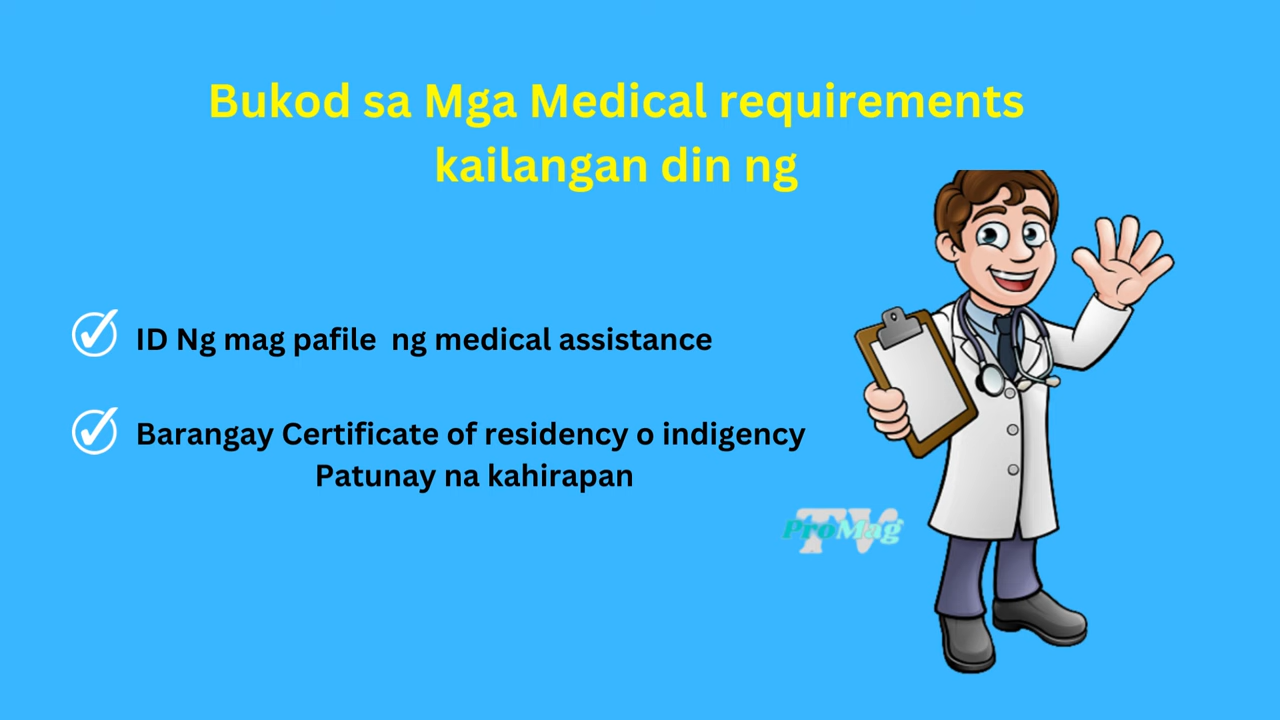 Bukod sa Mga Medical requirements
kailangan din ng
ID Ng mag pafile ng medical assistance
Barangay Certificate of residency o indigency
Patunay na kahirapan
TV
ProMag